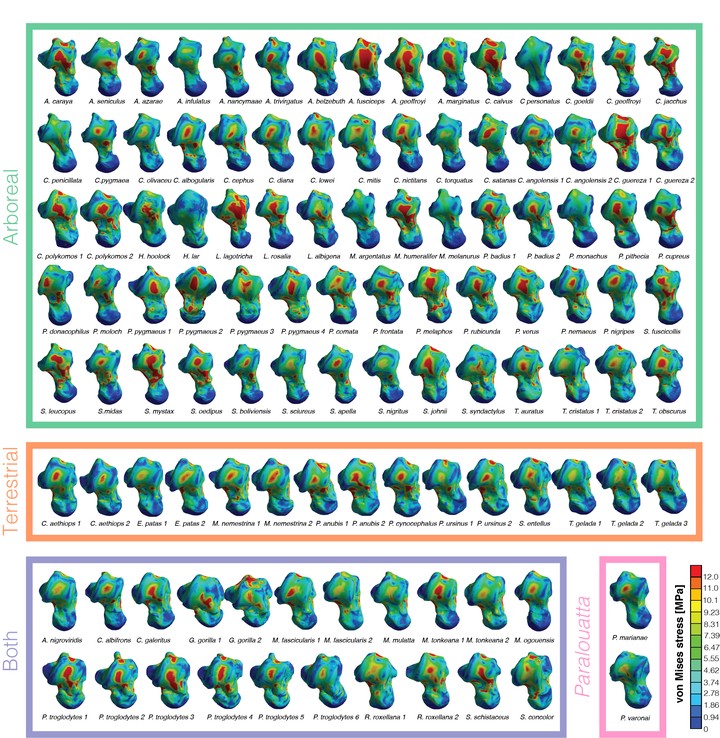 Arboreal
A. caraya A. seniculus A. azarae A. infulatus A. nancymaae A. trivirgatus A. belzebuth A. fusciceps A. geoffroyi A. marginatus C. calvus C.personatus C. goeldii C. geoffroyi C. jacchus
C. penicillata C. pygmaea C. olivaceu C. albogularis C. cephus C. diana C. lowei C. mitis C. nictitans C. torquatus C. satanas C. angolensis 1 C. angolensis 2 C. guereza 1 C. guereza 2
C. polykomos 1 C. polykomos 2 H. hoolock H. lar L. lagotricha L. rosalia L. albigena M. argentatus M. humeralifer M. melanurus P. badius 1 P. badius 2 P. monachus P. pithecia P. cupreus
P. donacophilus P. moloch P. pygmaeus 1 P. pygmaeus 2 P. pygmaeus 3 P. pygmaeus 4 P. comata P. frontata P. melaphos P. rubicunda P. verus P. nemaeus P. nigripes S. fuscicollis
S. leucopus S.midas S. mystax S. oedipus S. boliviensis S. sciureus S. apella S. nigritus S. johnii S. syndactylus T. auratus T. cristatus 1 T. cristatus 2 T. obscurus
Terrestrial
C. aethiops 1 C. aethiops 2 E. patas 1 E. patas 2 M. nemestrina 1 M. nemestrina 2 P. anubis 1 P. anubis 2 P. cynocephalus P. ursinus 1 P. ursinus 2 S. entellus T. gelada 1 T. gelada 2 T. gelada 3
Both
A. nigroviridis C. albifrons C. galeritus G. gorilla 1 G. gorilla 2 M. fascicularis 1 M. fascicularis 2 M. mulatta M. tonkeana 1 M. tonkeana 2 M. ogouensis
P. troglodytes 1 P. troglodytes 2 P. troglodytes 3 P. troglodytes 4 P. troglodytes 5 P. troglodytes 6 R. roxellana 1 R. roxellana 2 S. schistaceus S. concolor
Paralouatta
P. marianae
P. varonai
von Mises stress [MPa]
12.0
11.0
10.1
9.23
8.31
7.39
6.47
5.55
4.62
3.74
2.78
1.86
0.94
0